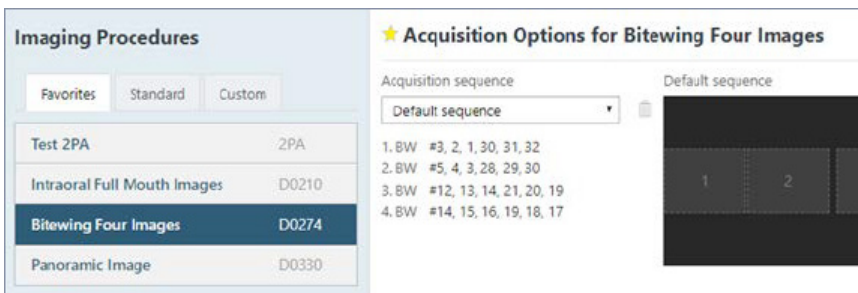 Imaging Procedures
Favorites Standard Custom
Test 2PA 2PA
Intraoral Full Mouth Images D0210
Bitewing Four Images D0274
Panoramic Image D0330
Acquisition Options for Bitewing Four Images
Acquisition sequence
Default sequence
1. BW #3, 2, 1, 30, 31, 32
2. BW #5, 4, 3, 28, 29, 30
3. BW #12, 13, 14, 21, 20, 19
4. BW #14, 15, 16, 19, 18, 17
Default sequence
1 2